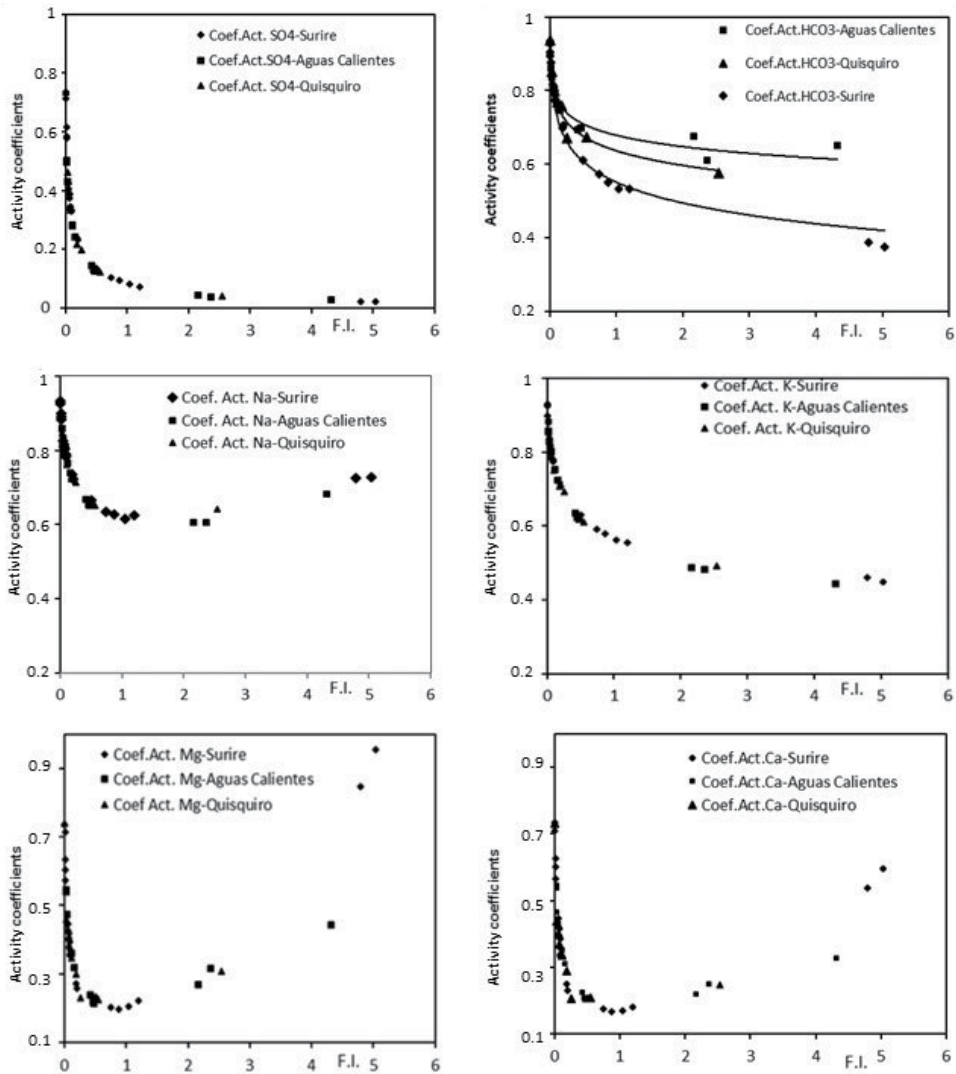 Activity coefficients
1
0.8
0.6
0.4
0.2
0
Coef.Act. SO4-Surire
Coef.Act.SO4-Aguas Calientes
Coef.Act. SO4-Quisquiro
0 1 2 3 4 5 6
F.I.
Activity coefficients
1
0.8
0.6
0.4
0.2
Coef.Act.HCO3-Aguas Calientes
Coef.Act.HCO3-Quisquiro
Coef.Act.HCO3-Surire
0 1 2 3 4 5 6
F.I.
Activity coefficients
1
0.8
0.6
0.4
0.2
Coef. Act. Na-Surire
Coef. Act. Na-Aguas Calientes
Coef. Act. Na-Quisquiro
0 1 2 3 4 5 6
F.I.
Activity coefficients
1
0.8
0.6
0.4
0.2
Coef.Act. K-Surire
Coef.Act. K-Aguas Calientes
Coef. Act. K-Quisquiro
0 1 2 3 4 5 6
F.I.
Activity coefficients
0.9
0.7
0.5
0.3
0.1
Coef.Act. Mg-Surire
Coef.Act. Mg-Aguas Calientes
Coef Act. Mg-Quisquiro
0 1 2 3 4 5 6
F.I.
Activity coefficients
0.9
0.7
0.5
0.3
0.1
Coef.Act.Ca-Surire
Coef.Act.Ca-Aguas Calientes
Coef.Act.Ca-Quisquiro
0 1 2 3 4 5 6
F.I.